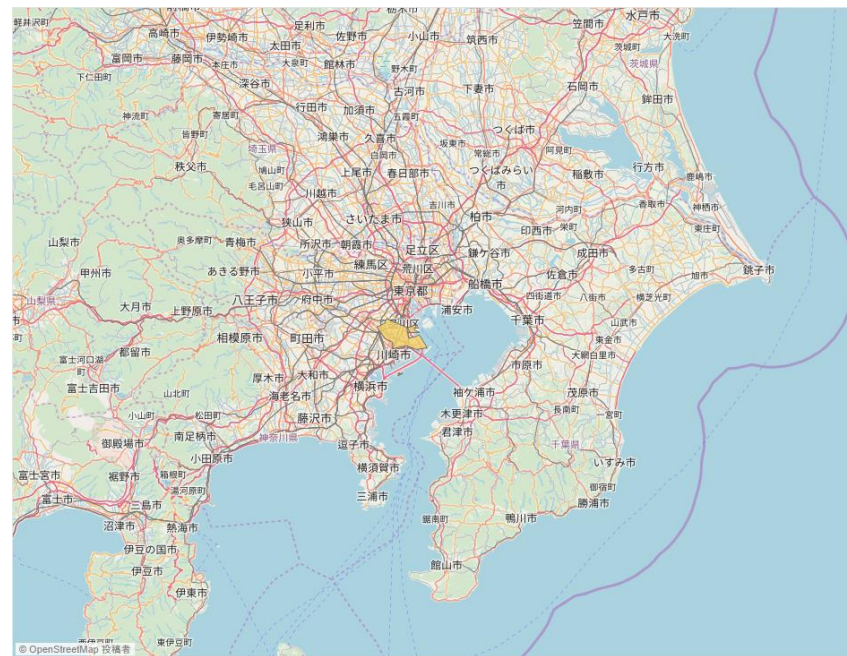 水戸市
大洗町
笠間市
茨城町
茨城県
小山市
筑西市
佐野市
足利市
伊勢崎市
太田市
高崎市
軽井沢町
富岡市
藤岡市
本庄市
大泉町
館林市
野木町
下仁田町
深谷市
古河市
下妻市
石岡市
鉾田市
行田市
加須市
五霞町
神流町
寄居町
鴻巣市
久喜市
つくば市
坂東市
常総市
阿見町
皆野町
埼玉県
白岡市
秩父市
鳩山町
上尾市
春日部市
つくばみらい
市
稲敷市
行方市
鹿嶋市
毛呂山町
川越市
吉川市
香取市
神栖市
狭山市
さいたま市
柏市
河内町
栄町
東庄町
印西市
山梨市
奥多摩町
青梅市
所沢市
朝霞市
足立区
鎌ケ谷市
成田市
甲州市
あきる野市
小平市
練馬区
荒川区
佐倉市
多古町
旭市
銚子市
山梨県
大月市
上野原市
八王子市
府中市
東京都
船橋市
四街道市
八街市
横芝光町
浦安市
千葉市
山武市
相模原市
町田市
川崎市
東金市
都留市
大網白里市
富士河口湖
町
市原市
厚木市
大和市
横浜市
袖ケ浦市
茂原市
富士吉田市
山北町
海老名市
木更津市
長南町
一宮町
小山町
松田町
藤沢市
君津市
御殿場市
南足柄市
神奈川県
逗子市
千葉県
小田原市
横須賀市
いすみ市
富士宮市
裾野市
箱根町
湯河原町
三浦市
御宿町
富士市
三島市
勝浦市
沼津市
熱海市
鋸南町
鴨川市
伊豆の国市
伊豆市
館山市
伊東市
東伊豆町
© OpenStreetMap 投稿者